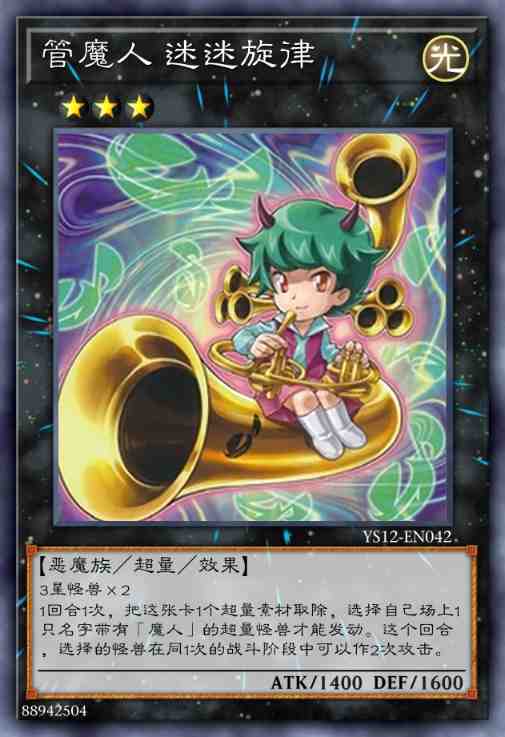 管魔人 迷迷旋律
光
YS12-EN042
【恶魔族／超量／效果】
3星怪兽×2
1回合1次，把这张卡1个超量素材取除，选择自己场上1
只名字带有「魔人」的超量怪兽才能发动。这个回合
，选择的怪兽在同1次的战斗阶段中可以作2次攻击。
ATK/1400 DEF/1600
88942504